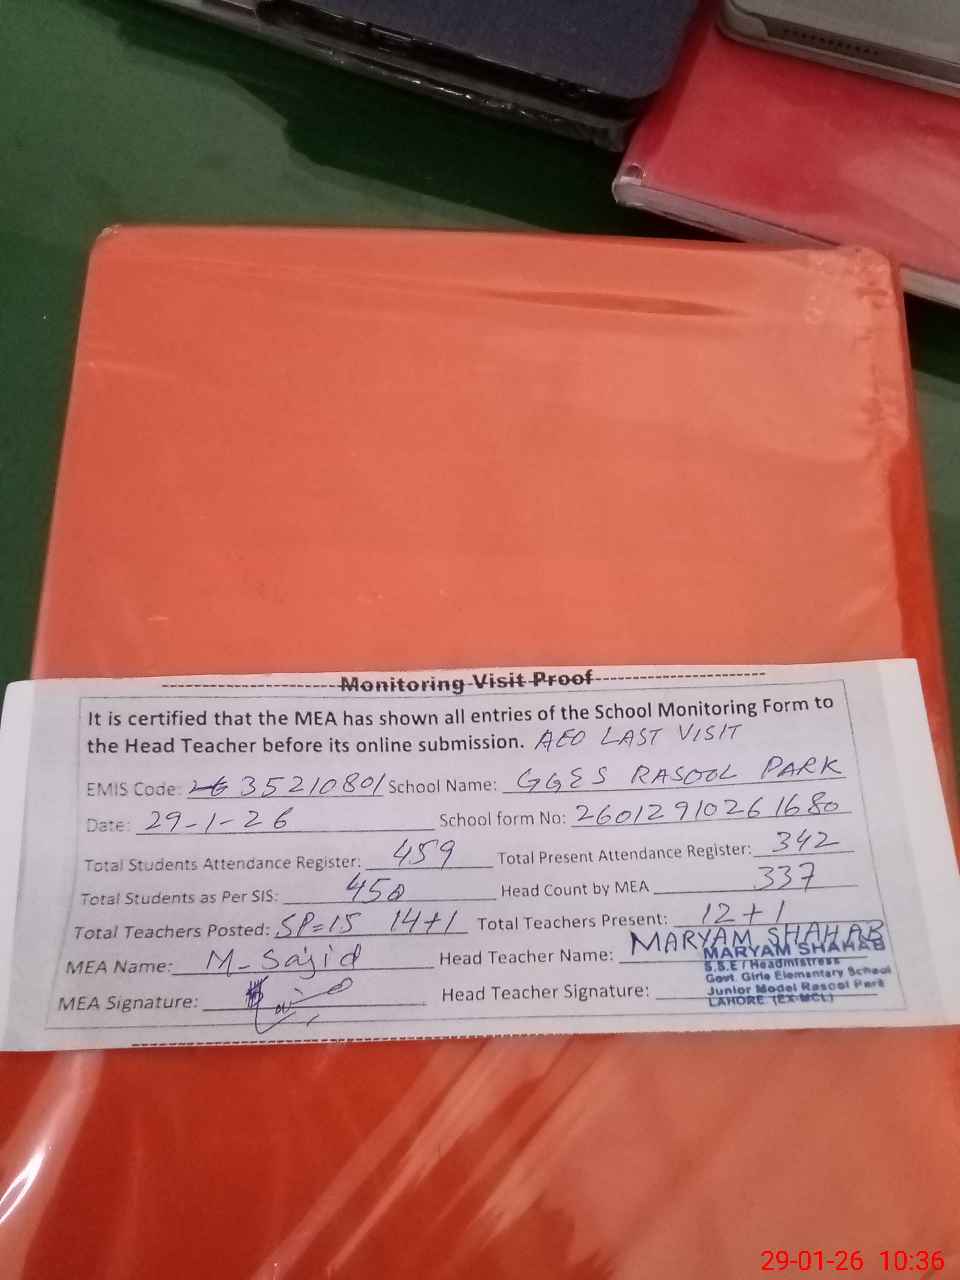 Monitoring Visit Proof
It is certified that the MEA has shown all entries of the School Monitoring Form to
the Head Teacher before its online submission. AEO LAST VISIT
EMIS Code: 35210801 School Name: GGES RASOOL PARK
Date: 29-1-26 School form No: 26012910261680
Total Students Attendance Register: 459 Total Present Attendance Register: 342
Total Students as Per SIS: 458 Head Count by MEA 337
Total Teachers Posted: SP=15 14+1 Total Teachers Present: 12+1
MEA Name: M-Sajid Head Teacher Name: MARYAM SHAHAB
MARYAM SHAHAB
S.S.E / Headmistress
Govt. Girls Elementary School
MEA Signature: Head Teacher Signature:
Junior Model Rasool Park
LAHORE (EX-MCL)
29-01-26 10:36